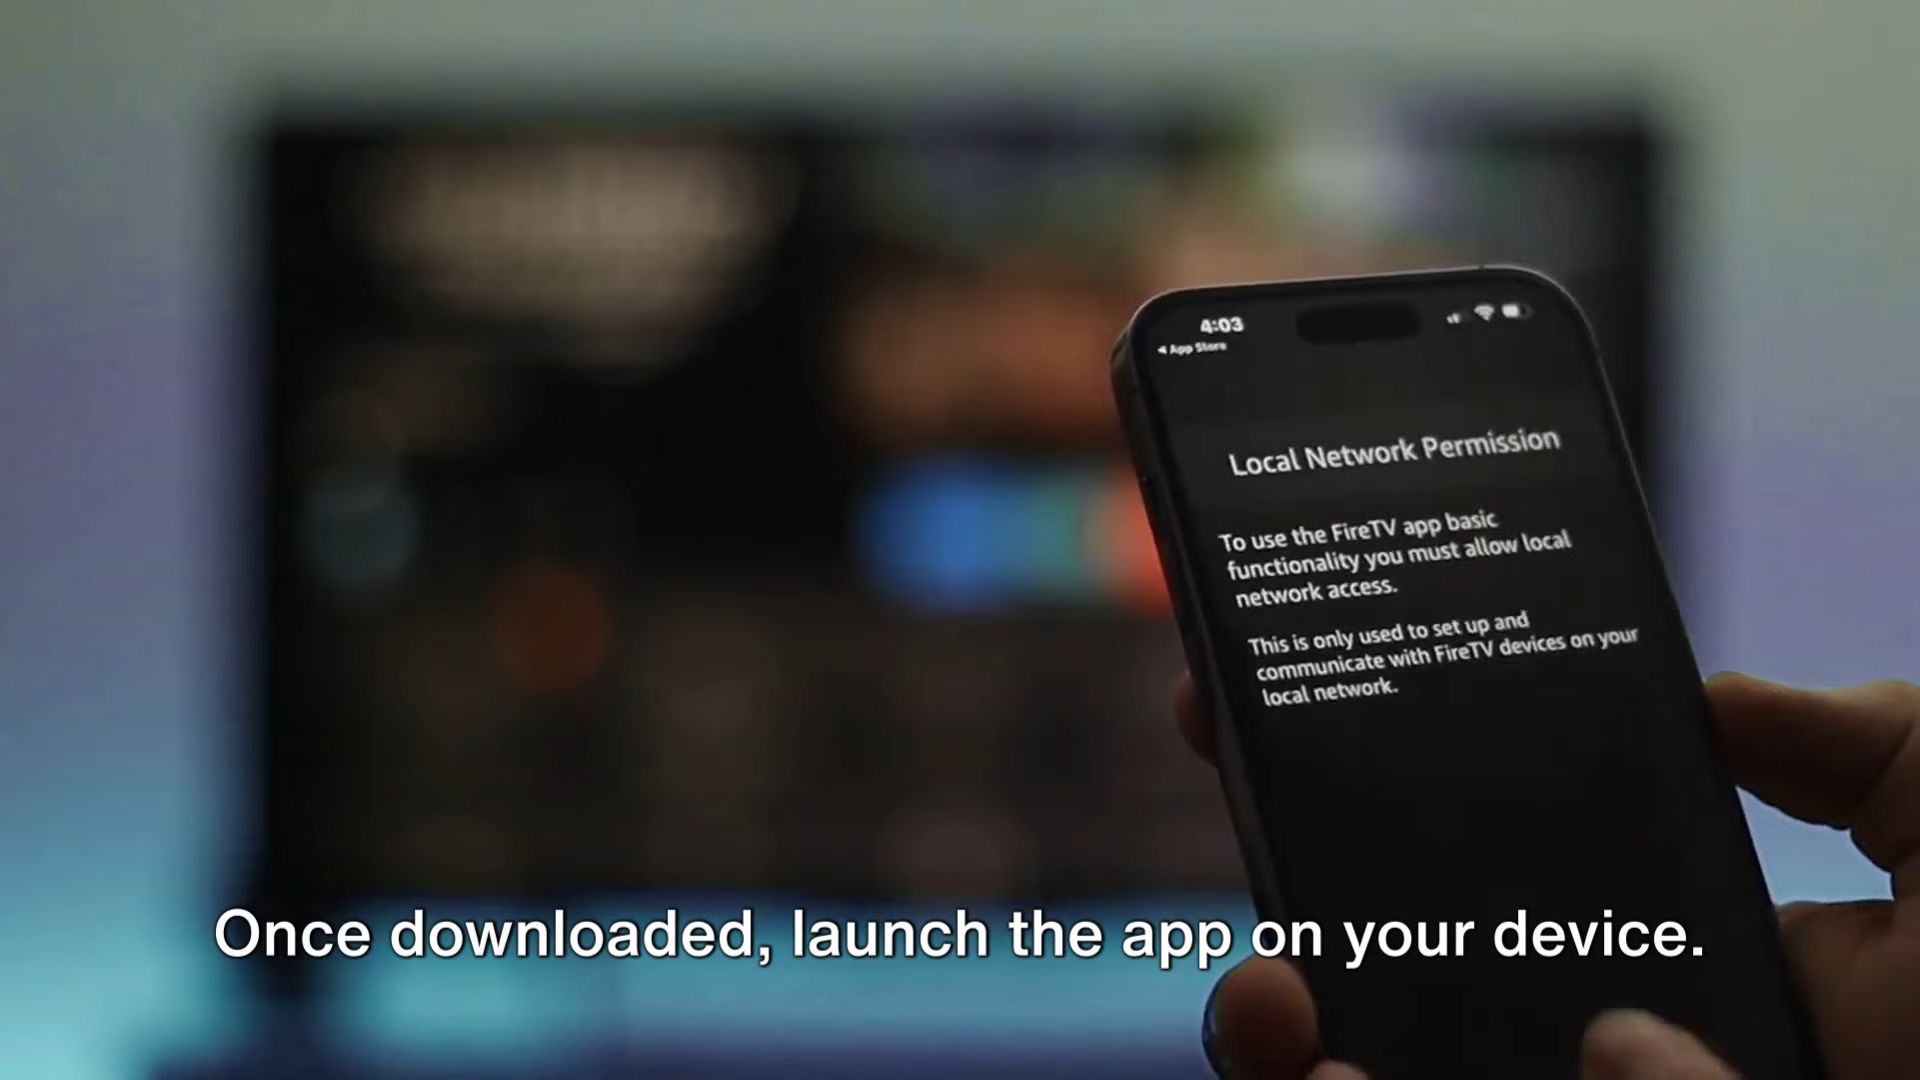 4:03
◀ App Store
Local Network Permission
To use the FireTV app basic
functionality you must allow local
network access.
This is only used to set up and
communicate with FireTV devices on your
local network.
Once downloaded, launch the app on your device.